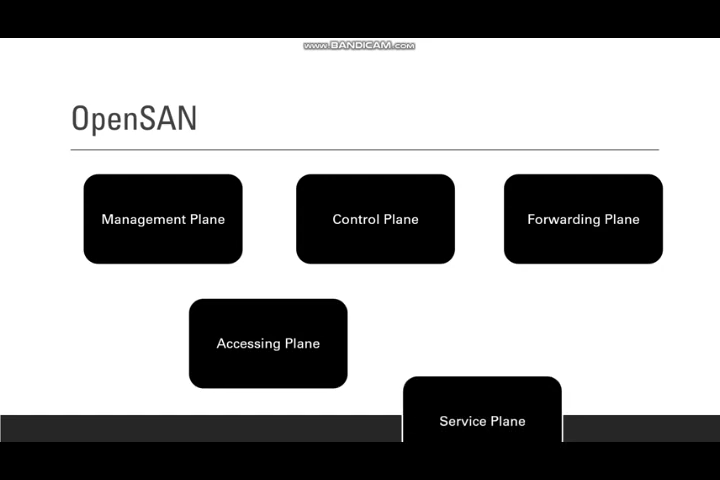 www.BANDICAM.com
OpenSAN
Management Plane
Control Plane
Forwarding Plane
Accessing Plane
Service Plane